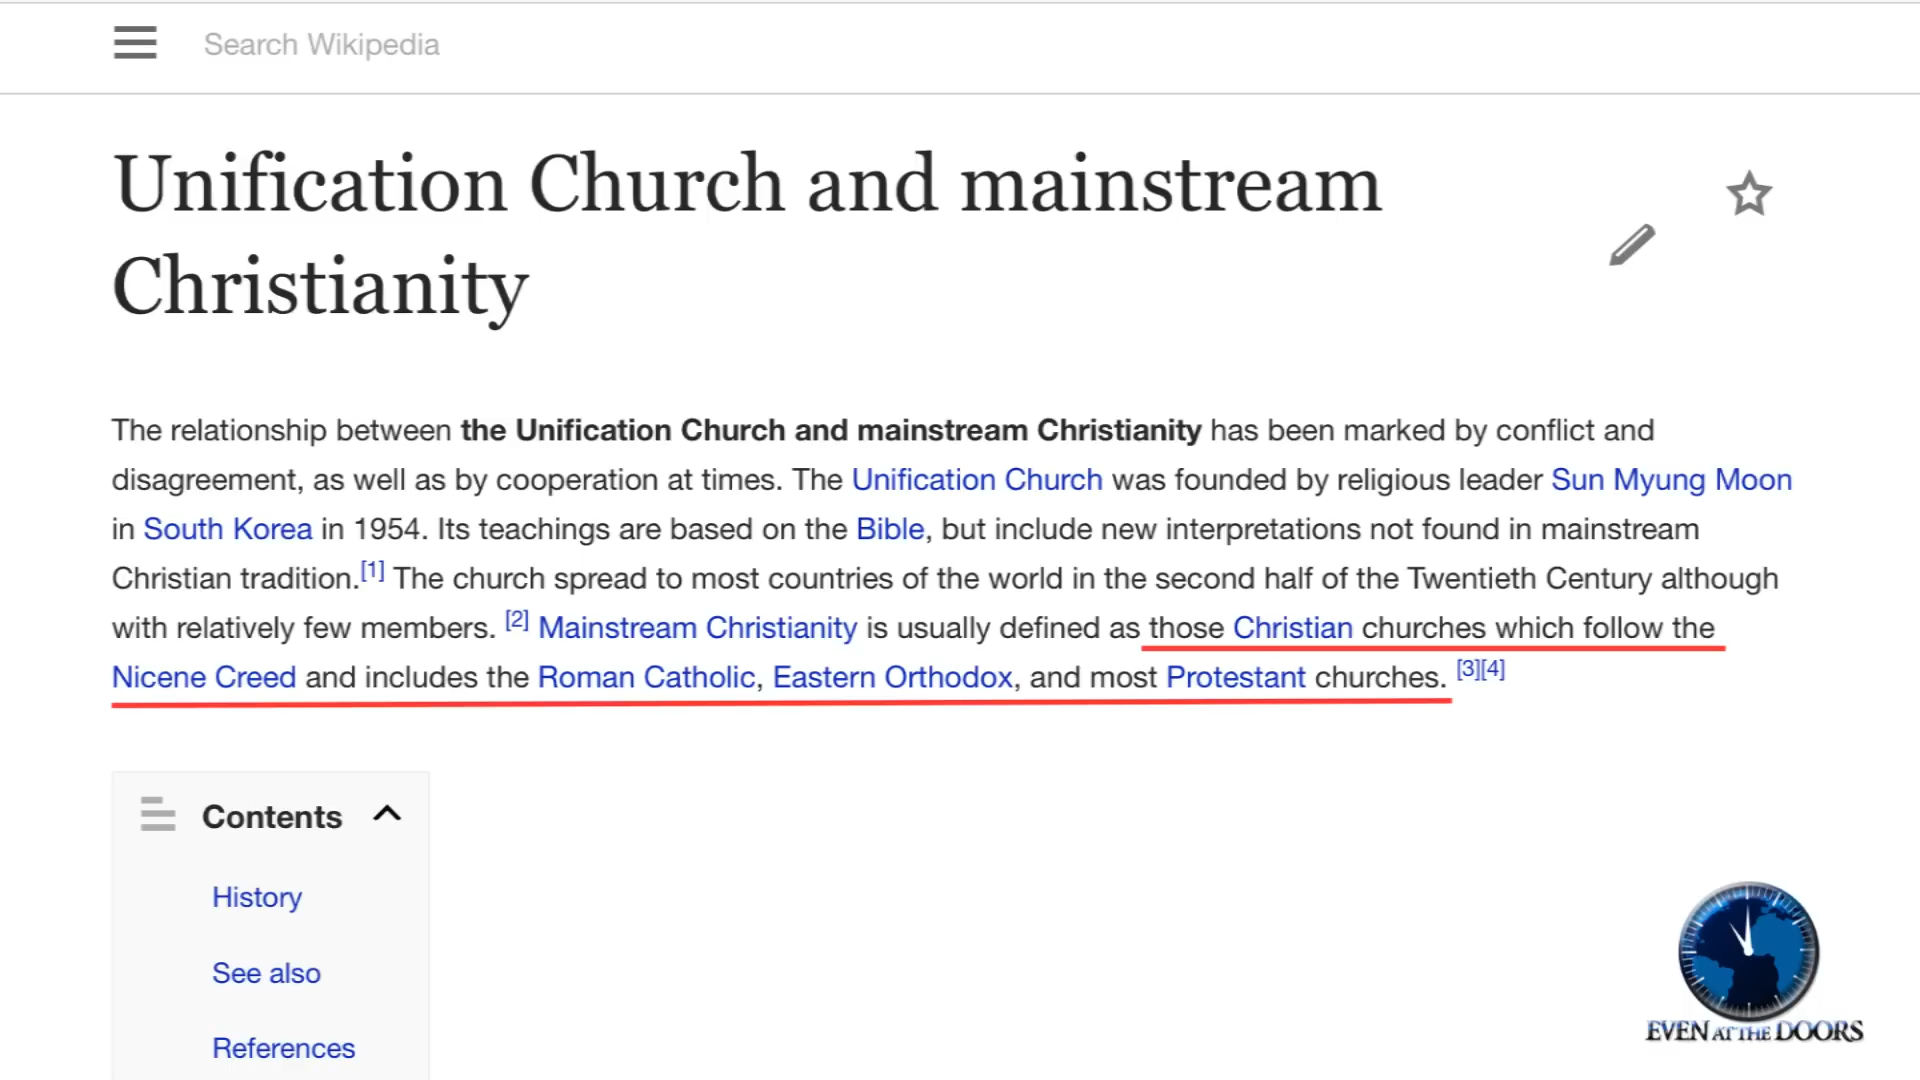 Search Wikipedia
Unification Church and mainstream
Christianity
The relationship between the Unification Church and mainstream Christianity has been marked by conflict and
disagreement, as well as by cooperation at times. The Unification Church was founded by religious leader Sun Myung Moon
in South Korea in 1954. Its teachings are based on the Bible, but include new interpretations not found in mainstream
Christian tradition.[1] The church spread to most countries of the world in the second half of the Twentieth Century although
with relatively few members. [2] Mainstream Christianity is usually defined as those Christian churches which follow the
Nicene Creed and includes the Roman Catholic, Eastern Orthodox, and most Protestant churches. [3][4]
Contents
History
See also
References
EVEN AT THE DOORS